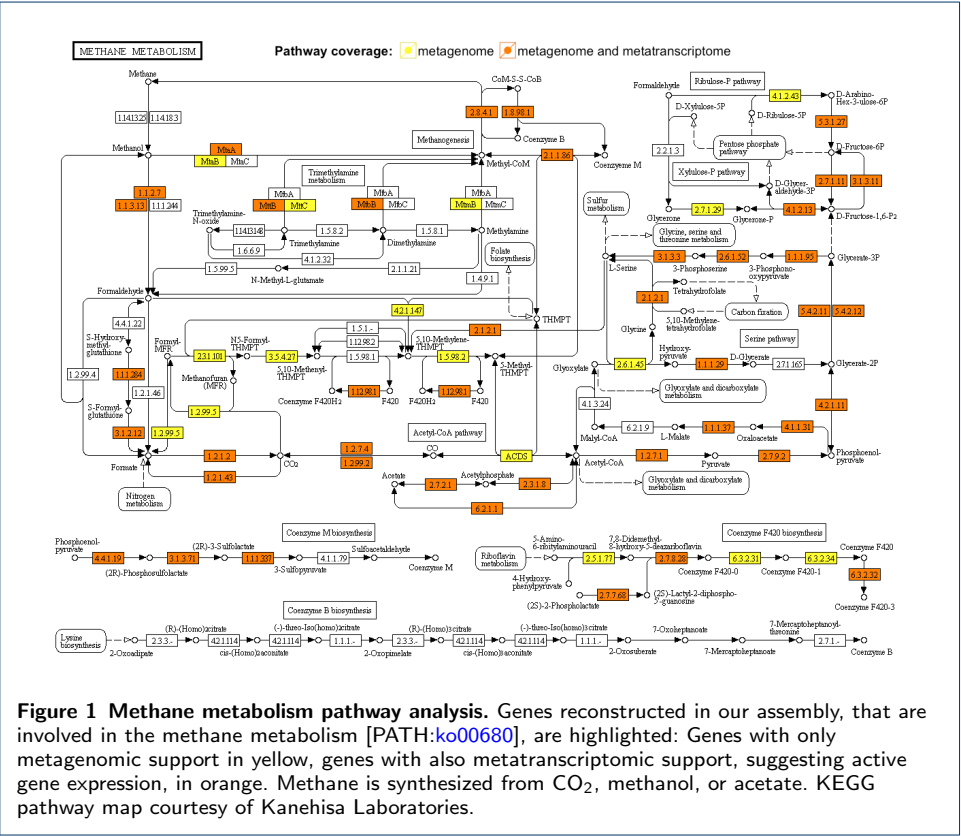 METHANE METABOLISM
Pathway coverage: metagenome metagenome and metatranscriptome
Methane
1.14.13.25
1.14.18.3
Methanol
MtaA
MtaB
MtaC
1.1.2.7
1.1.3.13
1.1.1.244
2.8.4.1
1.8.98.1
CoM-S-S-CoB
Coenzyme B
Methanogenesis
Methyl-CoM
2.1.1.86
Coenzyeme M
Trimethylamine
metabolism
MtbA
MttB
MttC
MtbA
MtbB
MtbC
MtbA
MtmB
MtmC
Trimethylamine
N-oxide
1.14.13.148
1.6.6.9
Trimethylamine
1.5.8.2
4.1.2.32
Dimethylamine
1.5.8.1
Methylamine
1.5.99.5
N-Methyl-L-glutamate
2.1.1.21
1.4.9.1
Folate
biosynthesis
Formaldehyde
4.4.1.22
S-Hydroxy
methyl
glutathione
1.1.1.284
1.2.99.4
1.2.1.46
S-Formyl
glutathione
3.1.2.12
Formate
Nitrogen
metabolism
Formyl
MFR
2.3.1.101
N5-Formyl-
THMPT
3.5.4.27
5,10-Methenyl-
THMPT
Methanofuran
(MFR)
1.2.99.5
1.2.99.5
1.5.1.-
1.12.98.2
1.5.98.1
1.12.98.1
Coenzyme F420H2
F420
5,10-Methylene-
THMPT
1.5.98.2
1.12.98.1
F420H2
F420
5-Methyl-
THMPT
4.2.1.147
THMPT
2.1.2.1
1.2.1.2
1.2.1.43
CO2
1.2.7.4
1.2.99.2
CO
Acetyl-CoA pathway
ACDS
Acetyl-CoA
Acetate
2.7.2.1
Acetylphosphate
2.3.1.8
6.2.1.1
Ribulose-P pathway
Formaldehyde
4.1.2.43
D-Arabino-
Hex-3-ulose-6P
D-Xylulose-5P
D-Ribulose-5P
5.3.1.27
2.2.1.3
Pentose phosphate
pathway
D-Fructose-6P
Xylulose-P pathway
D-Glycer
aldehyde-3P
2.7.1.11
3.1.3.11
Glycerone
2.7.1.29
Glycerone-P
4.1.2.13
D-Fructose-1,6-P2
Sulfur
metabolism
Glycine, serine and
threonine metabolism
L-Serine
3.1.3.3
3-Phosphoserine
2.6.1.52
3-Phosphono-
oxypyruvate
1.1.1.95
Glycerate-3P
2.1.2.1
Tetrahydrofolate
Carbon fixation
5,10-Methylene-
tetrahydrofolate
Glycine
5.4.2.11
5.4.2.12
Serine pathway
Glyoxylate
2.6.1.45
Hydroxy-
pyruvate
1.1.1.29
D-Glycerate
2.7.1.165
Glycerate-2P
Glyoxylate and dicarboxylate
metabolism
4.1.3.24
4.2.1.11
Malyl-CoA
6.2.1.9
L-Malate
1.1.1.37
Oxaloacetate
4.1.1.31
1.2.7.1
Pyruvate
2.7.9.2
Phosphoenol-
pyruvate
Glyoxylate and dicarboxylate
metabolism
Coenzyme M biosynthesis
Phosphoenol-
pyruvate
4.4.1.19
(2R)-Phosphosulfolactate
3.1.3.71
(2R)-3-Sulfolactate
1.1.1.337
3-Sulfopyruvate
4.1.1.79
Sulfoacetaldehyde
Coenzyme M
Coenzyme F420 biosynthesis
Riboflavin
metabolism
5-Amino-
6-ribitylaminouracil
4-Hydroxy-
phenylpyruvate
2.5.1.77
7,8-Didemethyl-
8-hydroxy-5-deazariboflavin
2.7.8.28
Coenzyme F420-0
6.3.2.31
Coenzyme F420-1
6.3.2.34
Coenzyme F420
6.3.2.32
Coenzyme F420-3
(2S)-2-Phospholactate
2.7.7.68
(2S)-Lactyl-2-diphospho-
5'-guanosine
Coenzyme B biosynthesis
Lysine
biosynthesis
2-Oxoadipate
2.3.3.-
(R)-(Homo)2citrate
4.2.1.114
cis-(Homo)2aconitate
4.2.1.114
(-)-threo-Iso(homo)2citrate
1.1.1.-
2-Oxopimelate
2.3.3.-
(R)-(Homo)3citrate
4.2.1.114
cis-(Homo)3aconitate
4.2.1.114
(-)-threo-Iso(homo)3citrate
1.1.1.-
2-Oxosuberate
7-Oxoheptanoate
7-Mercaptoheptanoate
7-Mercaptoheptanoyl-
threonine
2.7.1.-
Coenzyme B
Figure 1 Methane metabolism pathway analysis. Genes reconstructed in our assembly, that are
involved in the methane metabolism [PATH:ko00680], are highlighted: Genes with only
metagenomic support in yellow, genes with also metatranscriptomic support, suggesting active
gene expression, in orange. Methane is synthesized from CO2, methanol, or acetate. KEGG
pathway map courtesy of Kanehisa Laboratories.